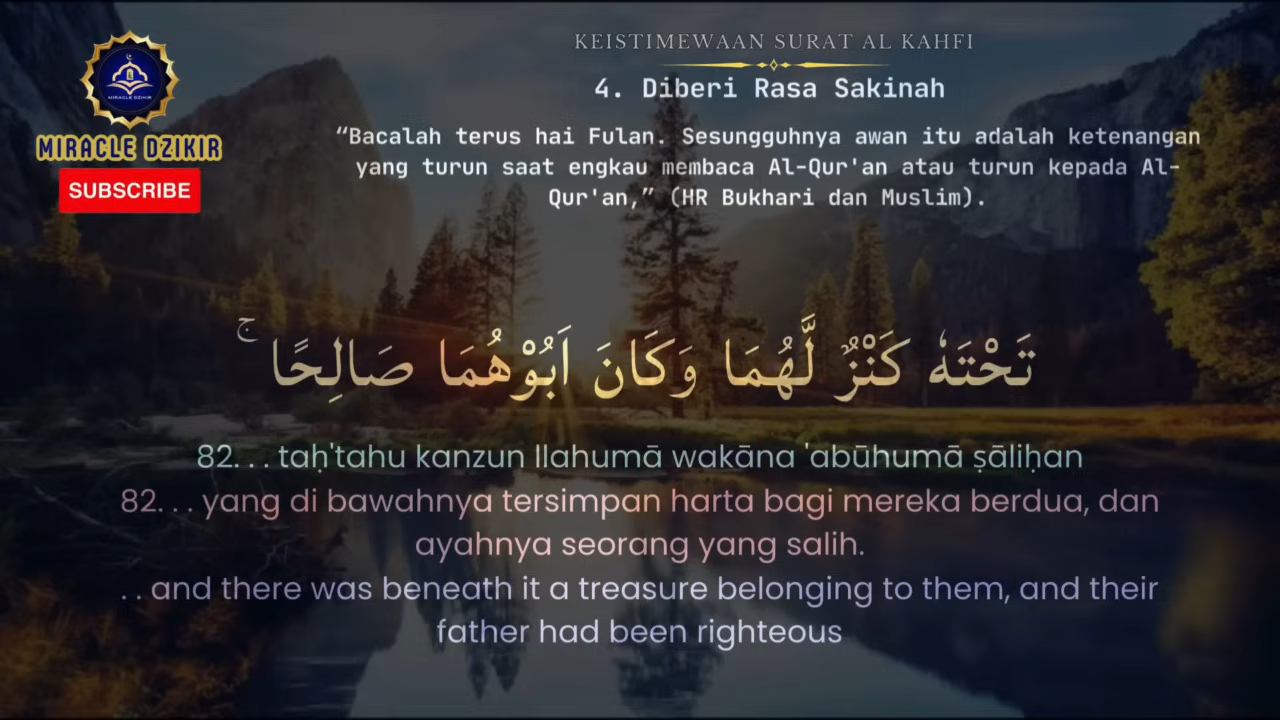 KEISTIMEWAAN SURAT AL KAHFI
4. Diberi Rasa Sakinah
MIRACLE DZIKIR
MIRACLE DZIKIR
SUBSCRIBE
“Bacalah terus hai Fulan. Sesungguhnya awan itu adalah ketenangan
yang turun saat engkau membaca Al-Qur'an atau turun kepada Al-
Qur'an,” (HR Bukhari dan Muslim).
تَحْتَهٗ كَنْزٌ لَّهُمَا وَكَانَ اَبُوْهُمَا صَالِحًا ۚ
82. . . taḥ'tahu kanzun llahumā wakāna 'abūhumā ṣāliḥan
82. . . yang di bawahnya tersimpan harta bagi mereka berdua, dan
ayahnya seorang yang salih.
. . and there was beneath it a treasure belonging to them, and their
father had been righteous